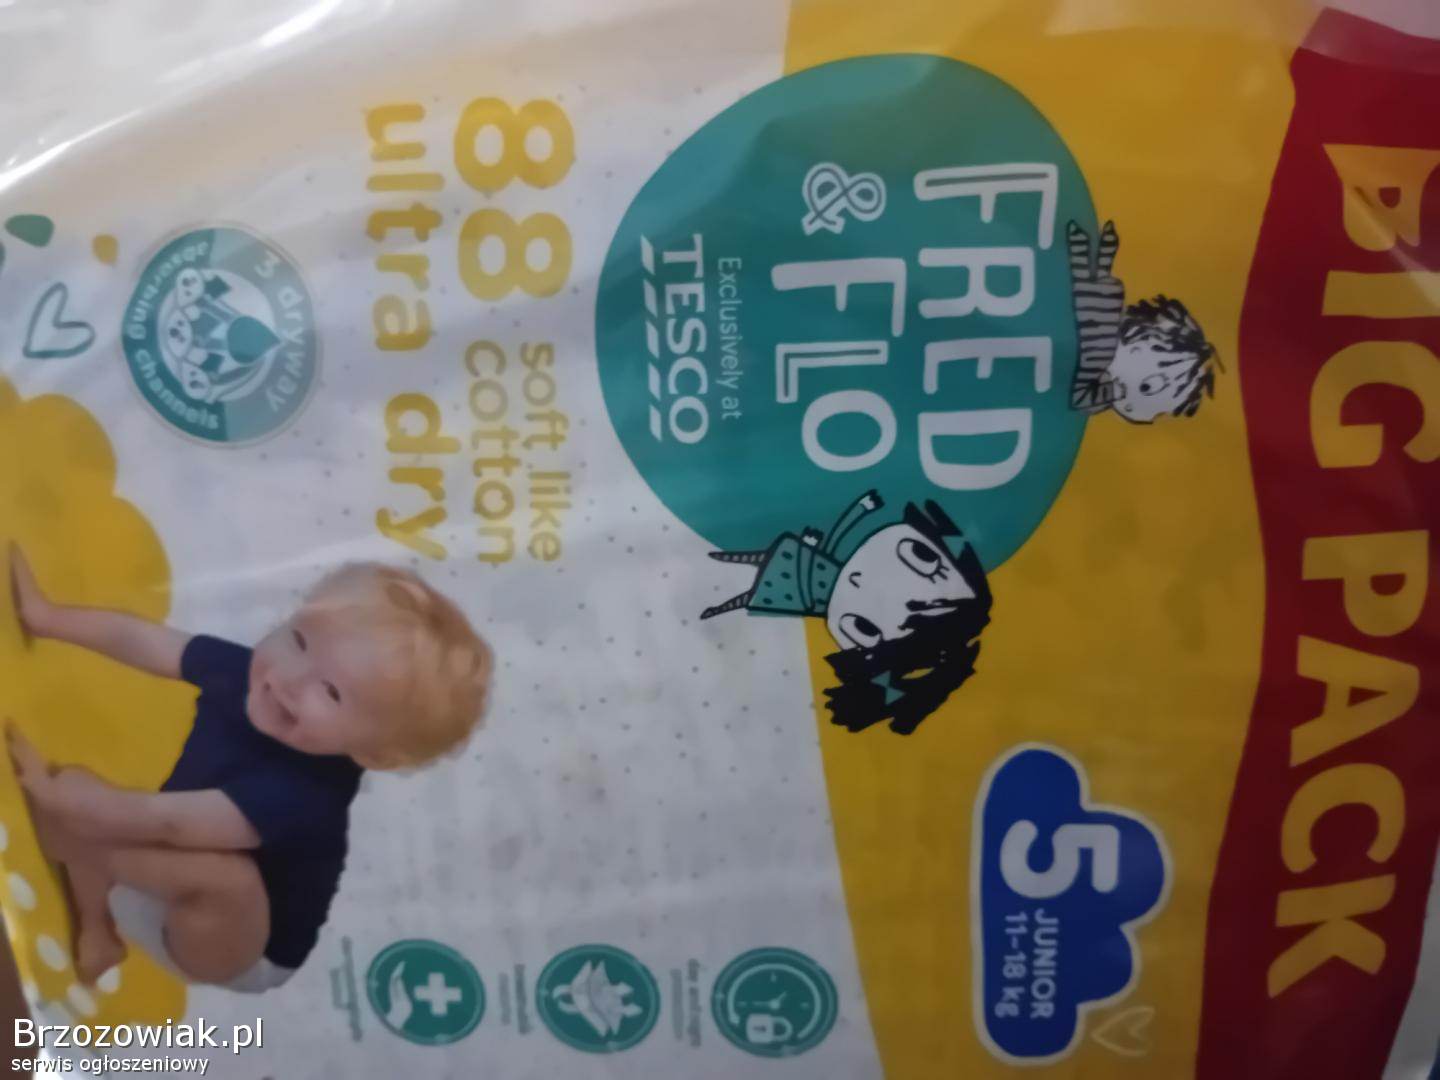 BIG PACK
FRED
& FLO
Exclusively at
TESCO
5
JUNIOR
11-18 kg
88
soft like
cotton
ultra dry
3 dryway
absorbing channels
Brzozowiak.pl
serwis ogłoszeniowy